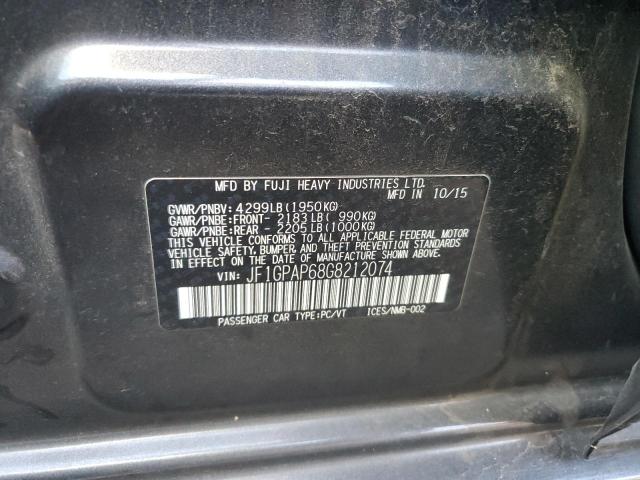 MFD BY FUJI HEAVY INDUSTRIES LTD.
MFD IN 10/15
GVWR/PNBV: 4299LB(1950KG)
GAWR/PNBE:FRONT- 2183LB( 990KG)
GAWR/PNBE:REAR - 2205LB(1000KG)
THIS VEHICLE CONFORMS TO ALL APPLICABLE FEDERAL MOTOR
VEHICLE SAFETY, BUMPER, AND THEFT PREVENTION STANDARDS
IN EFFECT ON THE DATE OF MANUFACTURE SHOWN ABOVE.
VIN: JF1GPAP68G8212074
PASSENGER CAR TYPE:PC/VT ICES/NMB-002